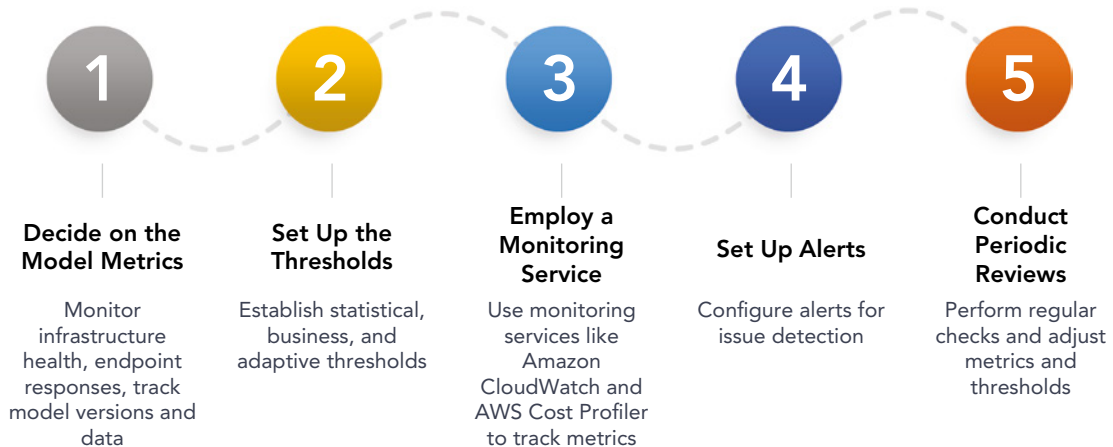 1
2
3
4
5
Decide on the
Model Metrics
Monitor
infrastructure
health, endpoint
responses, track
model versions and
data
Set Up the
Thresholds
Establish statistical,
business, and
adaptive thresholds
Employ a
Monitoring
Service
Use monitoring
services like
Amazon
CloudWatch and
AWS Cost Profiler
to track metrics
Set Up Alerts
Configure alerts for
issue detection
Conduct
Periodic
Reviews
Perform regular
checks and adjust
metrics and
thresholds